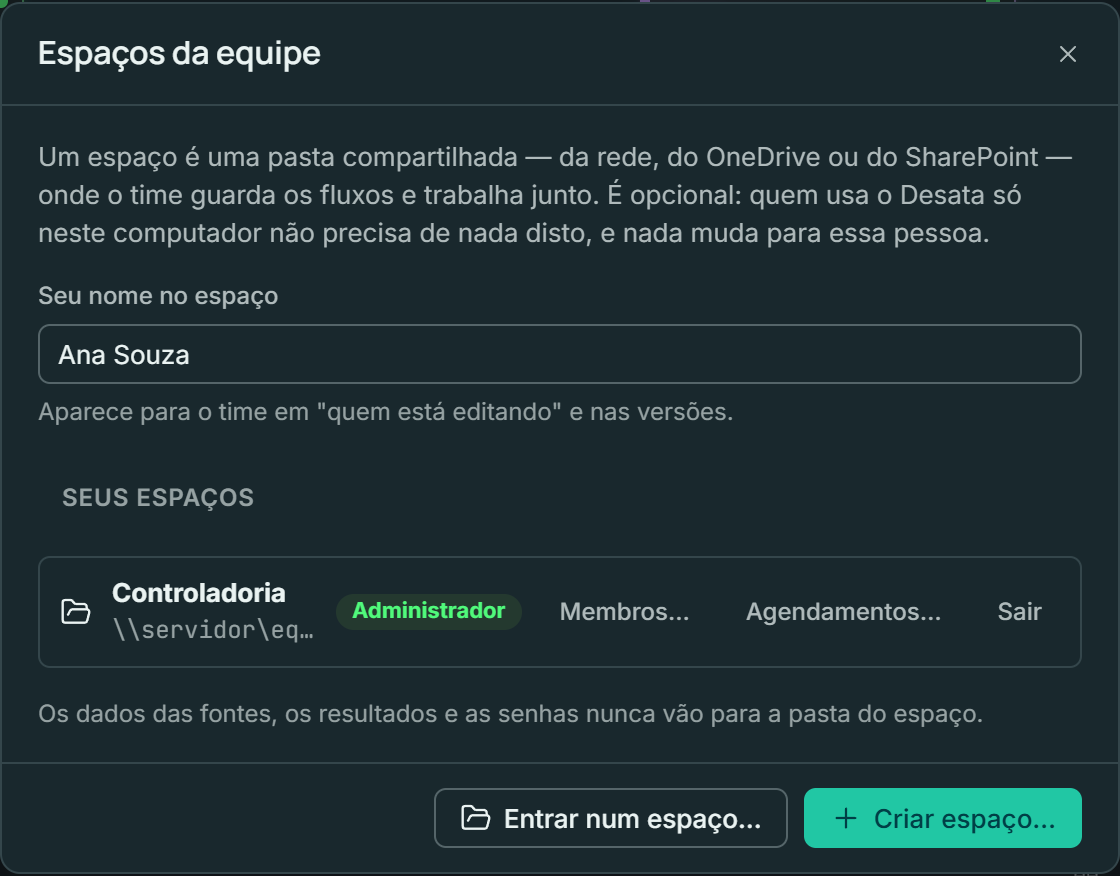 Espaços da equipe
Um espaço é uma pasta compartilhada — da rede, do OneDrive ou do SharePoint —
onde o time guarda os fluxos e trabalha junto. É opcional: quem usa o Desata só
neste computador não precisa de nada disto, e nada muda para essa pessoa.
Seu nome no espaço
Ana Souza
Aparece para o time em "quem está editando" e nas versões.
SEUS ESPAÇOS
Controladoria
\\servidor\eq…
Administrador
Membros…
Agendamentos…
Sair
Os dados das fontes, os resultados e as senhas nunca vão para a pasta do espaço.
Entrar num espaço…
Criar espaço…